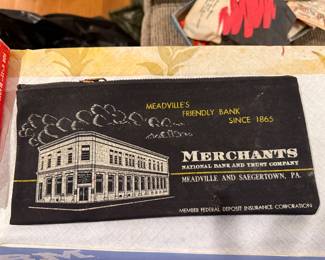 MEADVILLE'S
FRIENDLY BANK
SINCE 1865
MERCHANTS
NATIONAL BANK AND TRUST COMPANY
MEADVILLE AND SAEGERTOWN, PA.
MEMBER FEDERAL DEPOSIT INSURANCE CORPORATION